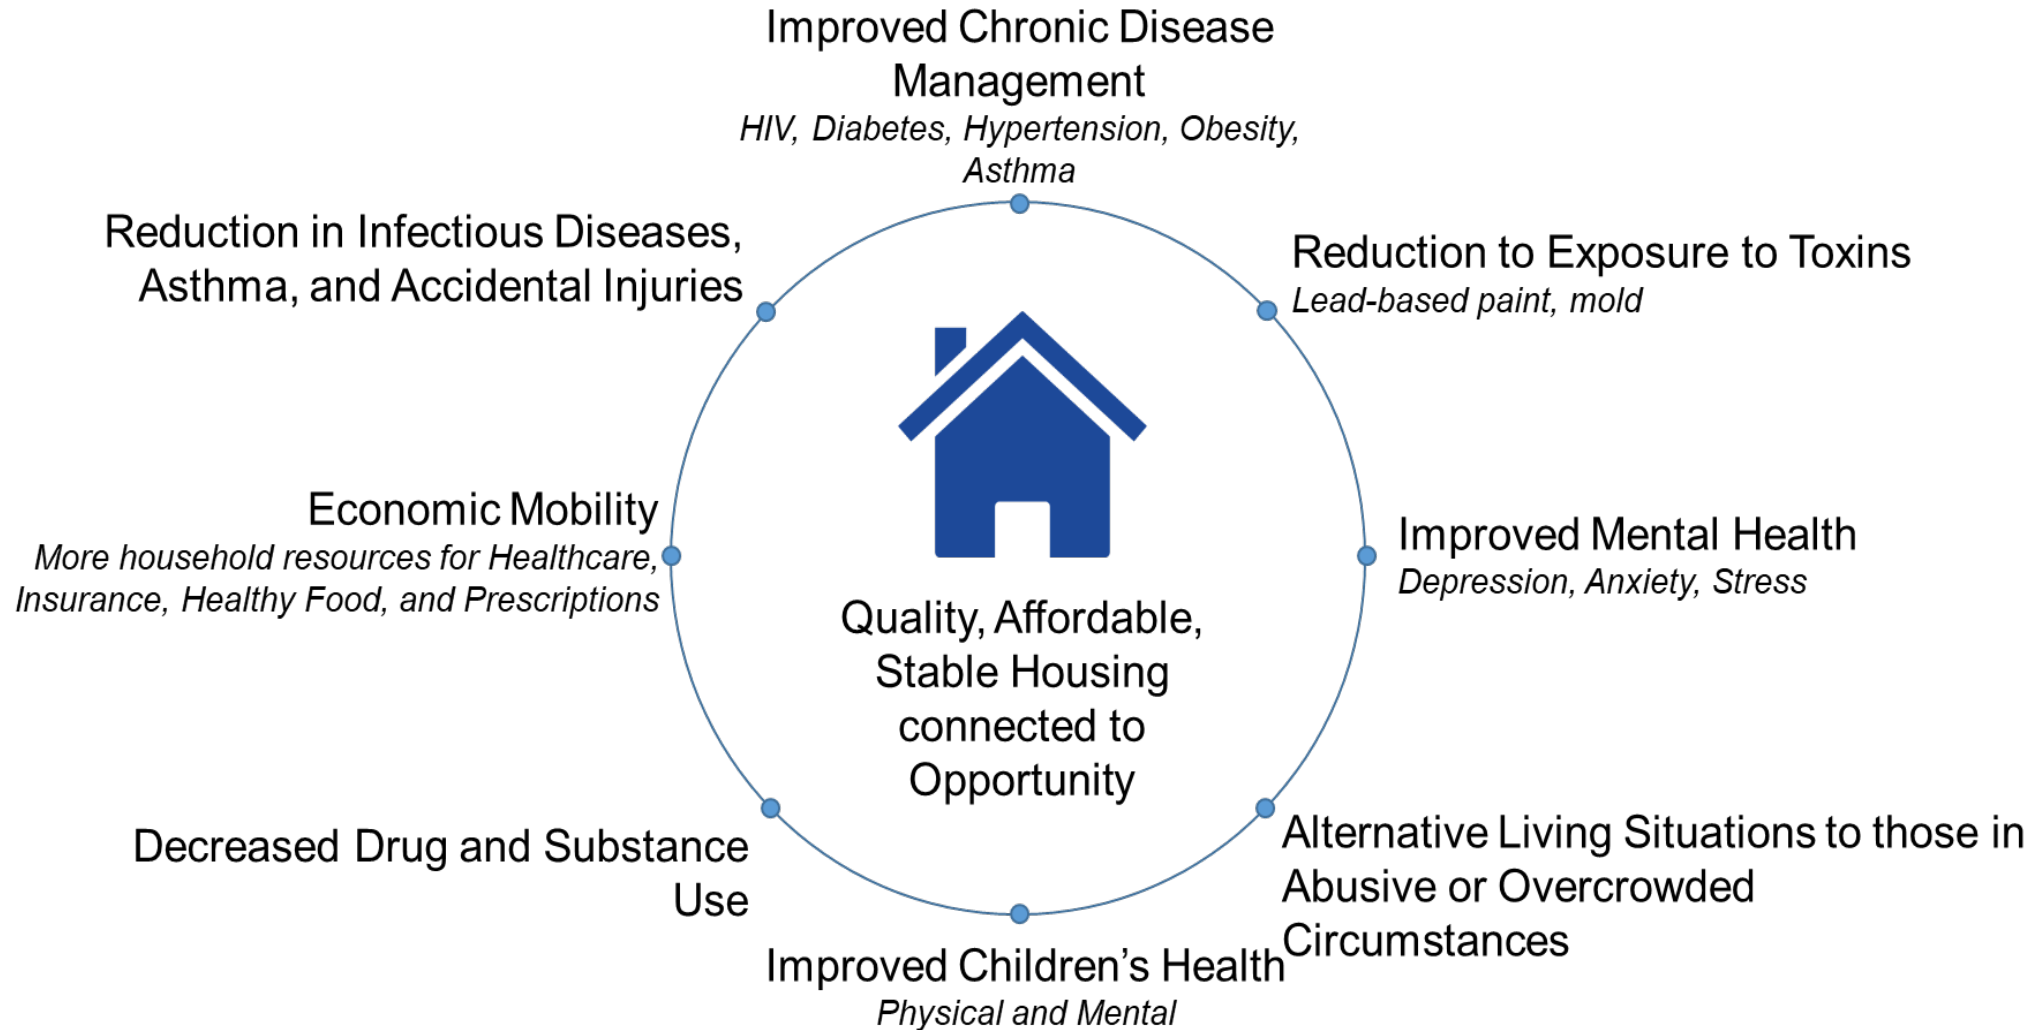 Improved Chronic Disease
Management
HIV, Diabetes, Hypertension, Obesity,
Asthma
Reduction in Infectious Diseases,
Asthma, and Accidental Injuries
Reduction to Exposure to Toxins
Lead-based paint, mold
Economic Mobility
More household resources for Healthcare,
Insurance, Healthy Food, and Prescriptions
Improved Mental Health
Depression, Anxiety, Stress
Quality, Affordable,
Stable Housing
connected to
Opportunity
Decreased Drug and Substance
Use
Alternative Living Situations to those in
Abusive or Overcrowded
Circumstances
Improved Children’s Health
Physical and Mental